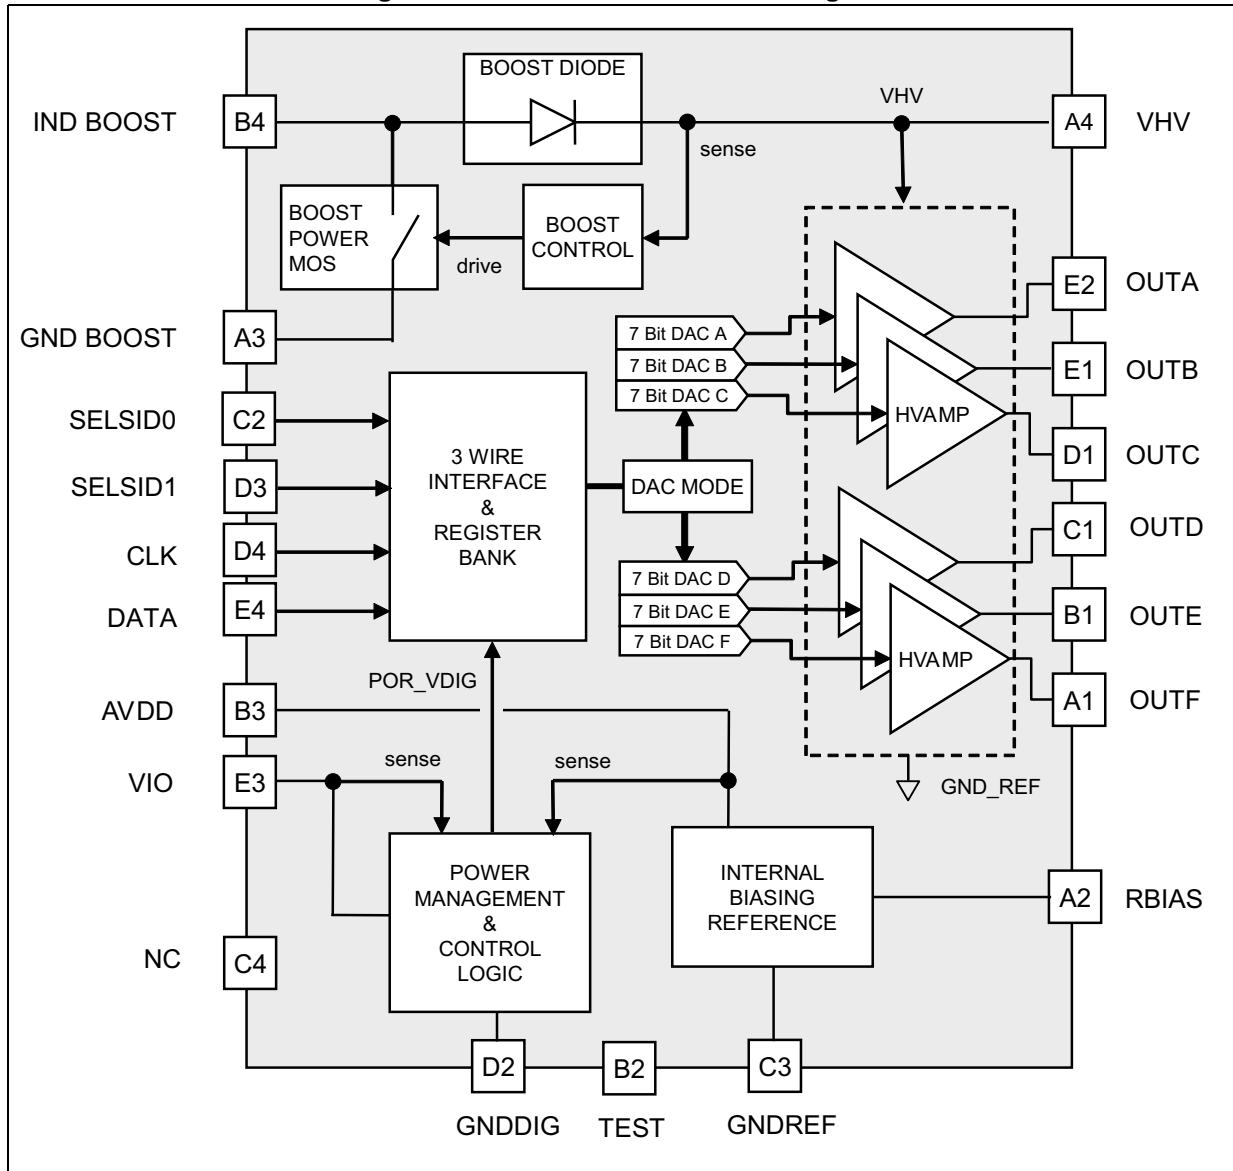 BOOST DIODE
VHV
IND BOOST
B4
A4
VHV
sense
BOOST
POWER
MOS
BOOST
CONTROL
drive
E2
OUTA
GND BOOST
A3
7 Bit DAC A
7 Bit DAC B
7 Bit DAC C
E1
OUTB
SELSID0
C2
HVAMP
D1
OUTC
3 WIRE
INTERFACE
&
REGISTER
BANK
SELSID1
D3
DAC MODE
CLK
D4
C1
OUTD
DATA
E4
7 Bit DAC D
7 Bit DAC E
7 Bit DAC F
B1
OUTE
HVAMP
POR_VDIG
AVDD
B3
A1
OUTF
VIO
E3
sense
sense
GND_REF
POWER
MANAGEMENT
&
CONTROL
LOGIC
INTERNAL
BIASING
REFERENCE
A2
RBIAS
NC
C4
D2
B2
C3
GNDDIG
TEST
GNDREF